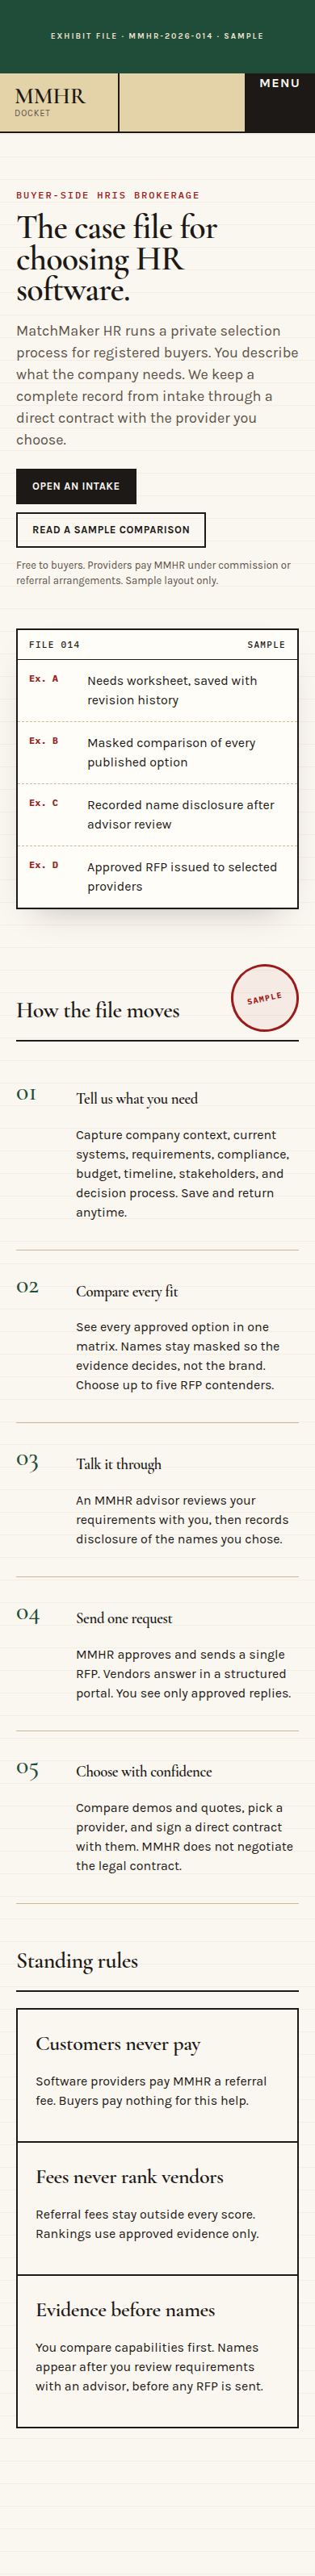 EXHIBIT FILE · MMHR-2026-014 · SAMPLE
MMHR
DOCKET
MENU
BUYER-SIDE HRIS BROKERAGE
The case file for
choosing HR
software.
MatchMaker HR runs a private selection
process for registered buyers. You describe
what the company needs. We keep a
complete record from intake through a
direct contract with the provider you
choose.
OPEN AN INTAKE
READ A SAMPLE COMPARISON
Free to buyers. Providers pay MMHR under commission or
referral arrangements. Sample layout only.
FILE 014 SAMPLE
Ex. A Needs worksheet, saved with
revision history
Ex. B Masked comparison of every
published option
Ex. C Recorded name disclosure after
advisor review
Ex. D Approved RFP issued to selected
providers
SAMPLE
How the file moves
01 Tell us what you need
Capture company context, current
systems, requirements, compliance,
budget, timeline, stakeholders, and
decision process. Save and return
anytime.
02 Compare every fit
See every approved option in one
matrix. Names stay masked so the
evidence decides, not the brand.
Choose up to five RFP contenders.
03 Talk it through
An MMHR advisor reviews your
requirements with you, then records
disclosure of the names you chose.
04 Send one request
MMHR approves and sends a single
RFP. Vendors answer in a structured
portal. You see only approved replies.
05 Choose with confidence
Compare demos and quotes, pick a
provider, and sign a direct contract
with them. MMHR does not negotiate
the legal contract.
Standing rules
Customers never pay
Software providers pay MMHR a referral
fee. Buyers pay nothing for this help.
Fees never rank vendors
Referral fees stay outside every score.
Rankings use approved evidence only.
Evidence before names
You compare capabilities first. Names
appear after you review requirements
with an advisor, before any RFP is sent.